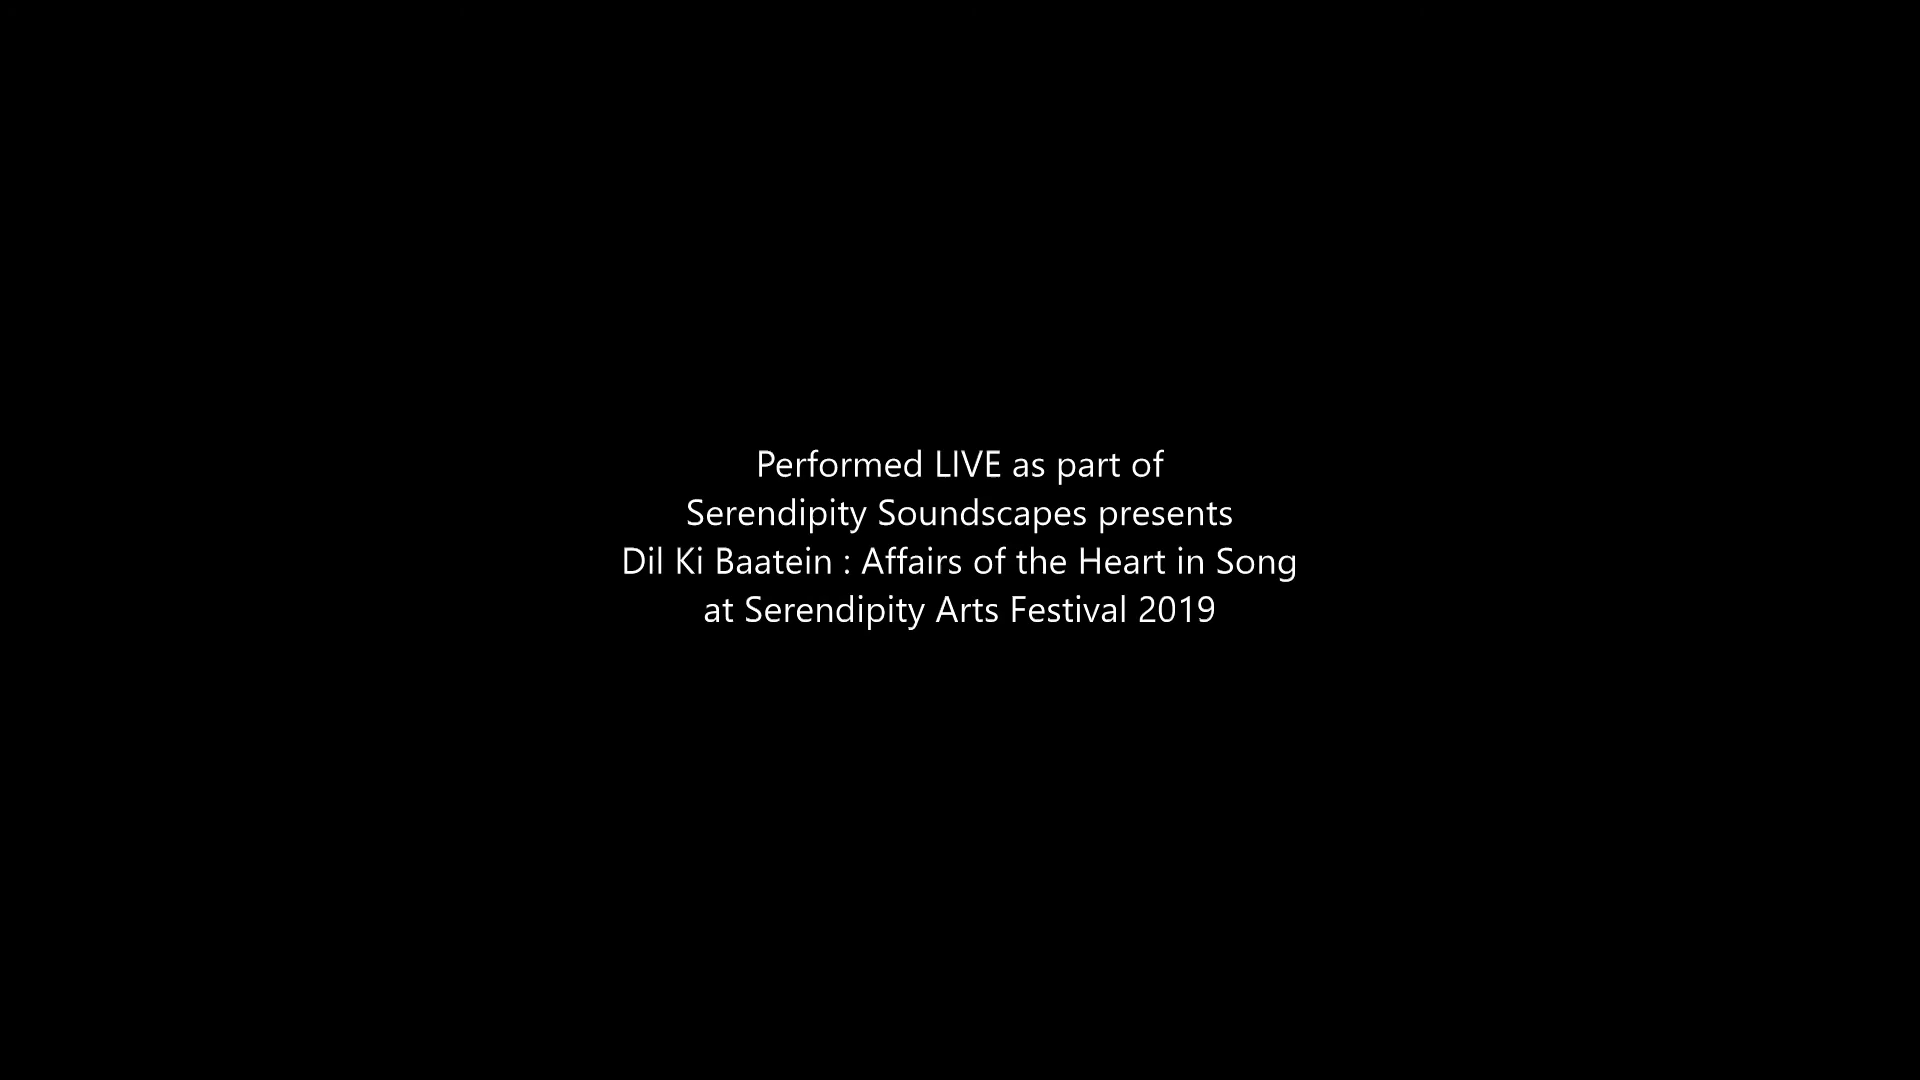 Performed LIVE as part of
Serendipity Soundscapes presents
Dil Ki Baatein : Affairs of the Heart in Song
at Serendipity Arts Festival 2019